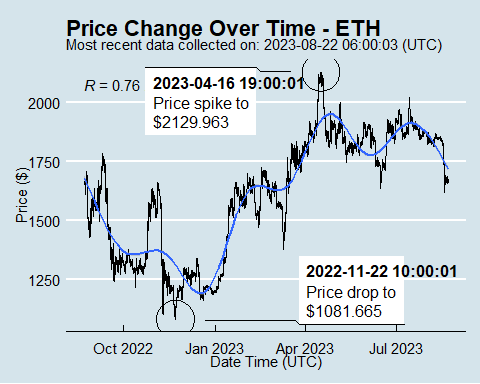 Price Change Over Time - ETH
Most recent data collected on: 2023-08-22 06:00:03 (UTC)
R = 0.76
2023-04-16 19:00:01
Price spike to
$2129.963
2000
1750
1500
1250
Price ($)
2022-11-22 10:00:01
Price drop to
$1081.665
Oct 2022
Jan 2023
Apr 2023
Jul 2023
Date Time (UTC)